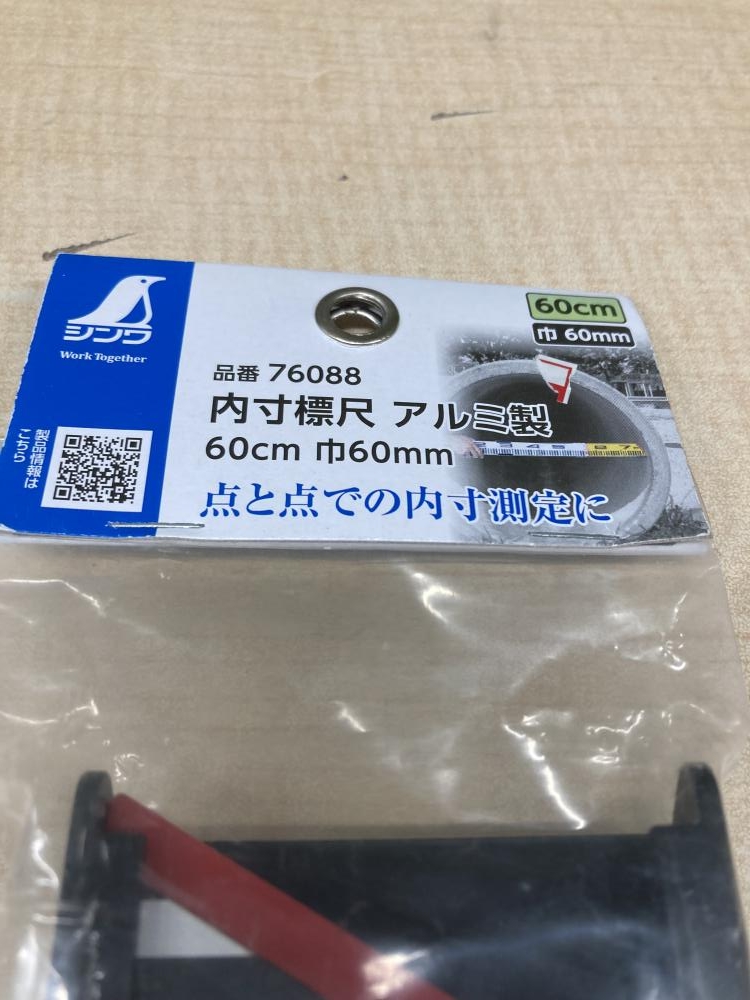 シンワ
Work Together
製品情報は
こちら
60cm
巾 60mm
品番 76088
内寸標尺 アルミ製
60cm 巾60mm
点と点での内寸測定に